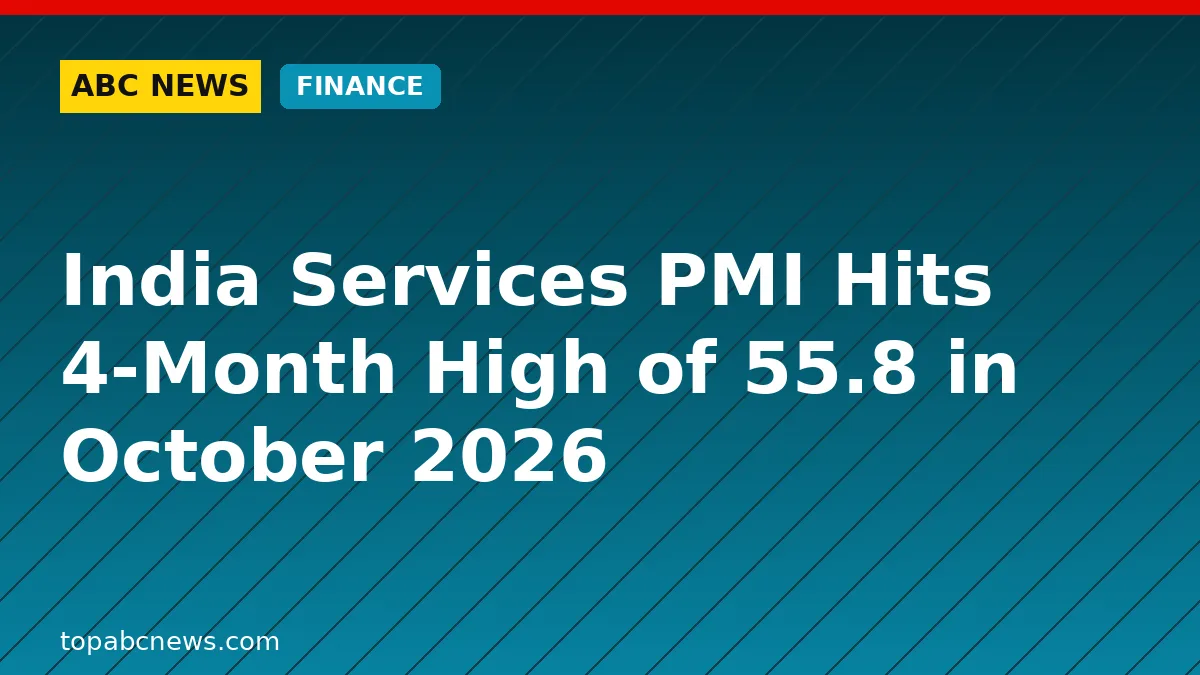 ABC NEWS
FINANCE
India Services PMI Hits
4-Month High of 55.8 in
October 2026
topabcnews.com